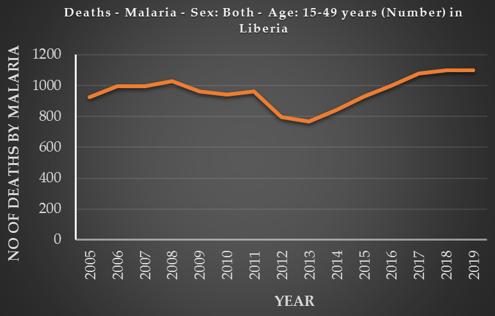 Deaths - Malaria - Sex: Both - Age: 15-49 years (Number) in
Liberia
NO OF DEATHS BY MALARIA
1200
1000
800
600
400
200
0
2005 2006 2007 2008 2009 2010 2011 2012 2013 2014 2015 2016 2017 2018 2019
YEAR